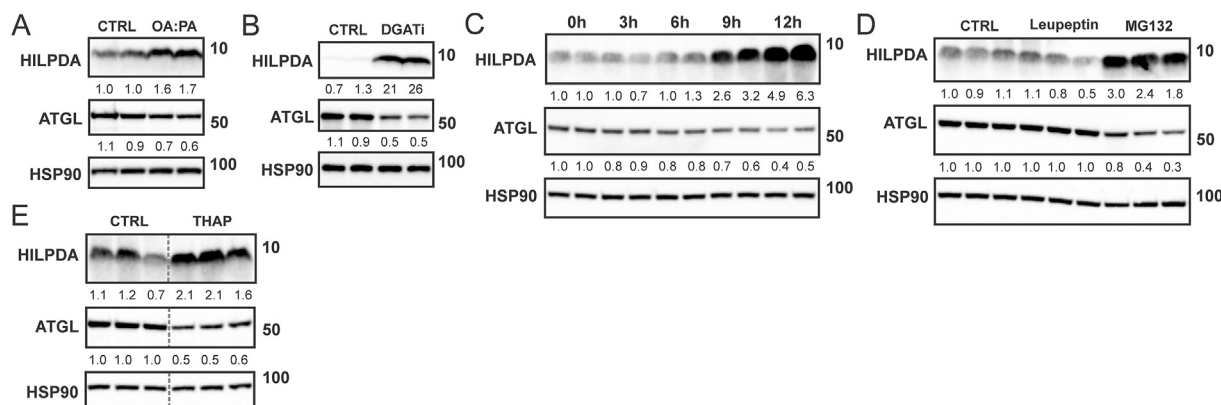 A
CTRL OA:PA
HILPDA 10
1.0 1.0 1.6 1.7
ATGL 50
1.1 0.9 0.7 0.6
HSP90 100
B
CTRL DGATi
HILPDA 10
0.7 1.3 21 26
ATGL 50
1.1 0.9 0.5 0.5
HSP90 100
C
0h 3h 6h 9h 12h
HILPDA 10
1.0 1.0 1.0 0.7 1.0 1.3 2.6 3.2 4.9 6.3
ATGL 50
1.0 1.0 0.8 0.9 0.8 0.8 0.7 0.6 0.4 0.5
HSP90 100
D
CTRL Leupeptin MG132
HILPDA 10
1.0 0.9 1.1 1.1 0.8 0.5 3.0 2.4 1.8
ATGL 50
1.0 1.0 1.0 1.0 1.0 1.0 0.8 0.4 0.3
HSP90 100
E
CTRL THAP
HILPDA 10
1.1 1.2 0.7 2.1 2.1 1.6
ATGL 50
1.0 1.0 1.0 0.5 0.5 0.6
HSP90 100